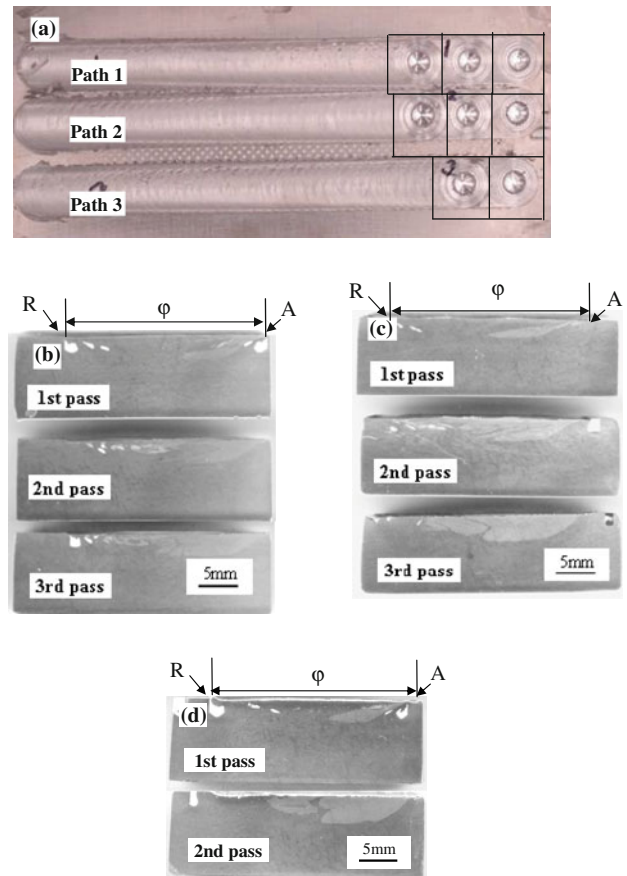 (a)
1
Path 1
2
Path 2
3
Path 3
R
φ
A
(b)
1st pass
2nd pass
3rd pass
5mm
R
φ
A
(c)
1st pass
2nd pass
3rd pass
5mm
R
φ
A
(d)
1st pass
2nd pass
5mm